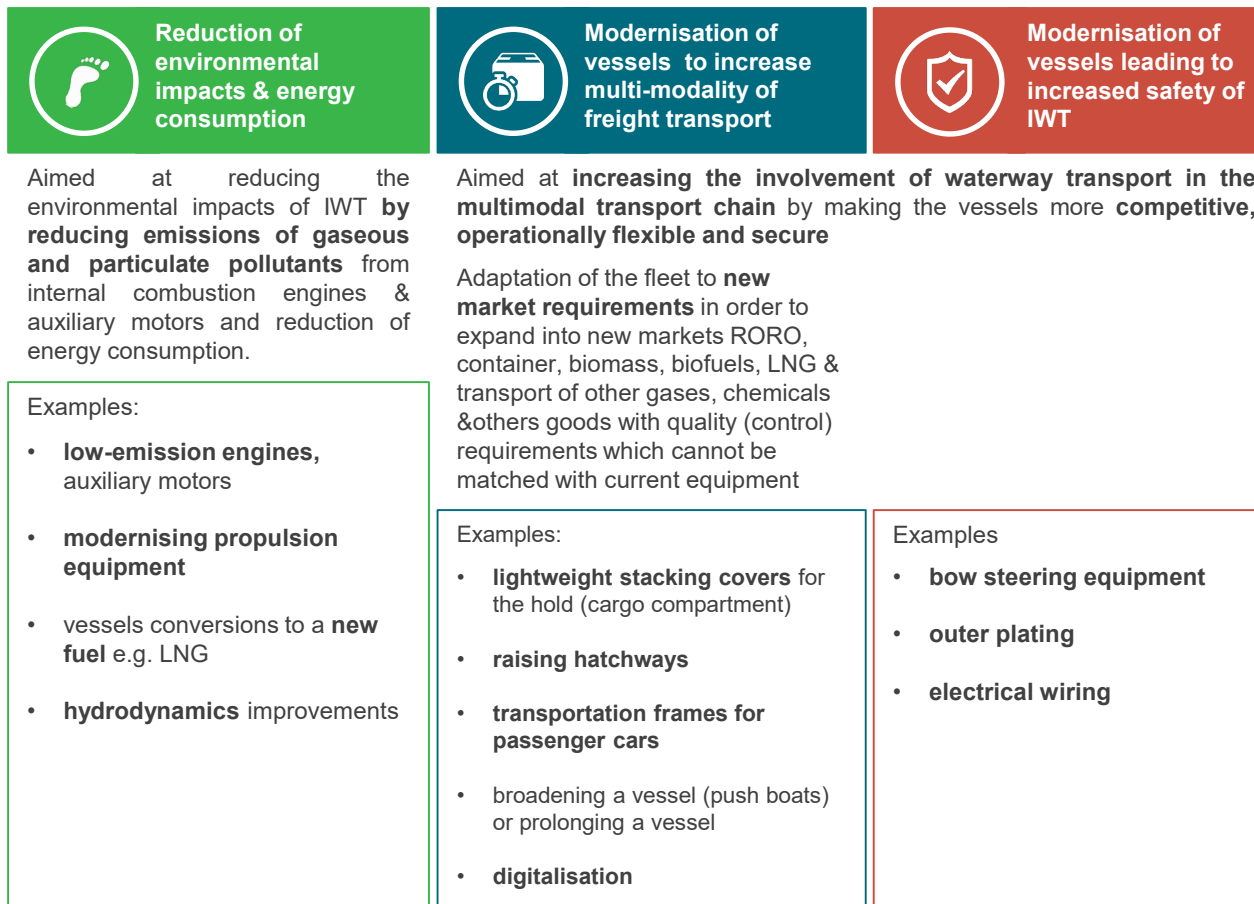 Reduction of
environmental
impacts & energy
consumption
Modernisation of
vessels to increase
multi-modality of
freight transport
Modernisation of
vessels leading to
increased safety of
IWT
Aimed at reducing the
environmental impacts of IWT by
reducing emissions of gaseous
and particulate pollutants from
internal combustion engines &
auxiliary motors and reduction of
energy consumption.
Examples:
• low-emission engines,
auxiliary motors
• modernising propulsion
equipment
• vessels conversions to a new
fuel e.g. LNG
• hydrodynamics improvements
Aimed at increasing the involvement of waterway transport in the
multimodal transport chain by making the vessels more competitive,
operationally flexible and secure
Adaptation of the fleet to new
market requirements in order to
expand into new markets RORO,
container, biomass, biofuels, LNG &
transport of other gases, chemicals
&others goods with quality (control)
requirements which cannot be
matched with current equipment
Examples:
• lightweight stacking covers for
the hold (cargo compartment)
• raising hatchways
• transportation frames for
passenger cars
• broadening a vessel (push boats)
or prolonging a vessel
• digitalisation
Examples
• bow steering equipment
• outer plating
• electrical wiring